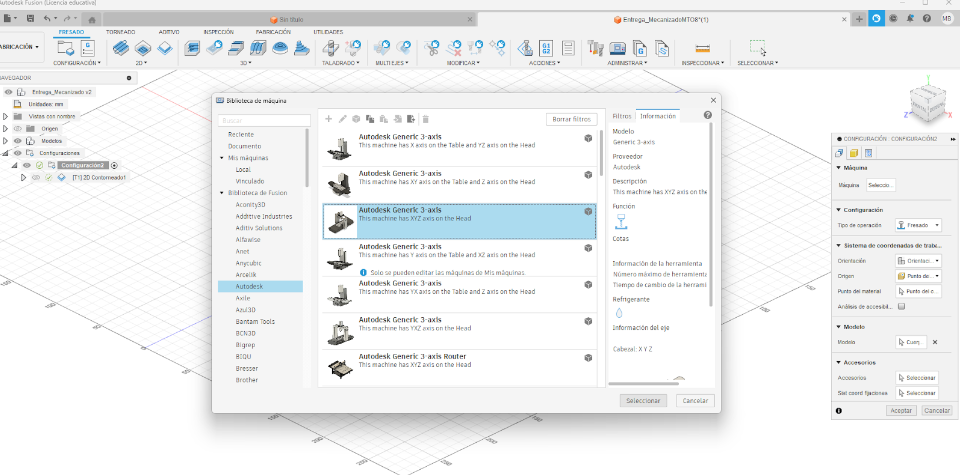 Autodesk Fusion (Licencia educativa)
Sin título
Entrega_MecanizadoMTO8*(1)
MB
FABRICACIÓN
FRESADO
TORNEADO
ADITIVO
INSPECCIÓN
FABRICACIÓN
UTILIDADES
CONFIGURACIÓN
2D
3D
TALADRADO
MULTIEJES
MODIFICAR
ACCIONES
ADMINISTRAR
INSPECCIONAR
SELECCIONAR
NAVEGADOR
Entrega_Mecanizado v2
Unidades: mm
Vistas con nombre
Origen
Modelos
Configuraciones
Configuración2
[T1] 2D Contorneado1
Biblioteca de máquina
Buscar
Reciente
Documento
Mis máquinas
Local
Vinculado
Biblioteca de Fusion
Aconity3D
Additive Industries
Aditiv Solutions
Alfawise
Anet
Anycubic
Arcelik
Autodesk
Axile
Azul3D
Bantam Tools
BCN3D
Bigrep
BIQU
Bresser
Brother
Borrar filtros
Autodesk Generic 3-axis
This machine has X axis on the Table and YZ axis on the Head
Autodesk Generic 3-axis
This machine has XY axis on the Table and Z axis on the Head
Autodesk Generic 3-axis
This machine has XYZ axis on the Head
Autodesk Generic 3-axis
This machine has Y axis on the Table and XZ axis on the Head
Solo se pueden editar las máquinas de Mis máquinas.
Autodesk Generic 3-axis
This machine has YX axis on the Table and Z axis on the Head
Autodesk Generic 3-axis
This machine has YXZ axis on the Head
Autodesk Generic 3-axis Router
This machine has XYZ axis on the Head
Filtros
Información
Modelo
Generic 3-axis
Proveedor
Autodesk
Descripción
This machine has XYZ axis on the
Función
Cotas
Información de la herramienta
Número máximo de herramienta
Tiempo de cambio de la herrami
Refrigerante
Información del eje
Cabezal: X Y Z
Seleccionar
Cancelar
CONFIGURACIÓN : CONFIGURACIÓN2
Máquina
Máquina
Selecció...
Configuración
Tipo de operación
Fresado
Sistema de coordenadas de trabe...
Orientación
Orientaci...
Origen
Punto de ...
Punto del material
Punto del c...
Análisis de accesibil...
Modelo
Modelo
Cuerp...
Accesorios
Accesorios
Seleccionar
Sist coord fijaciones
Seleccionar
Aceptar
Cancelar